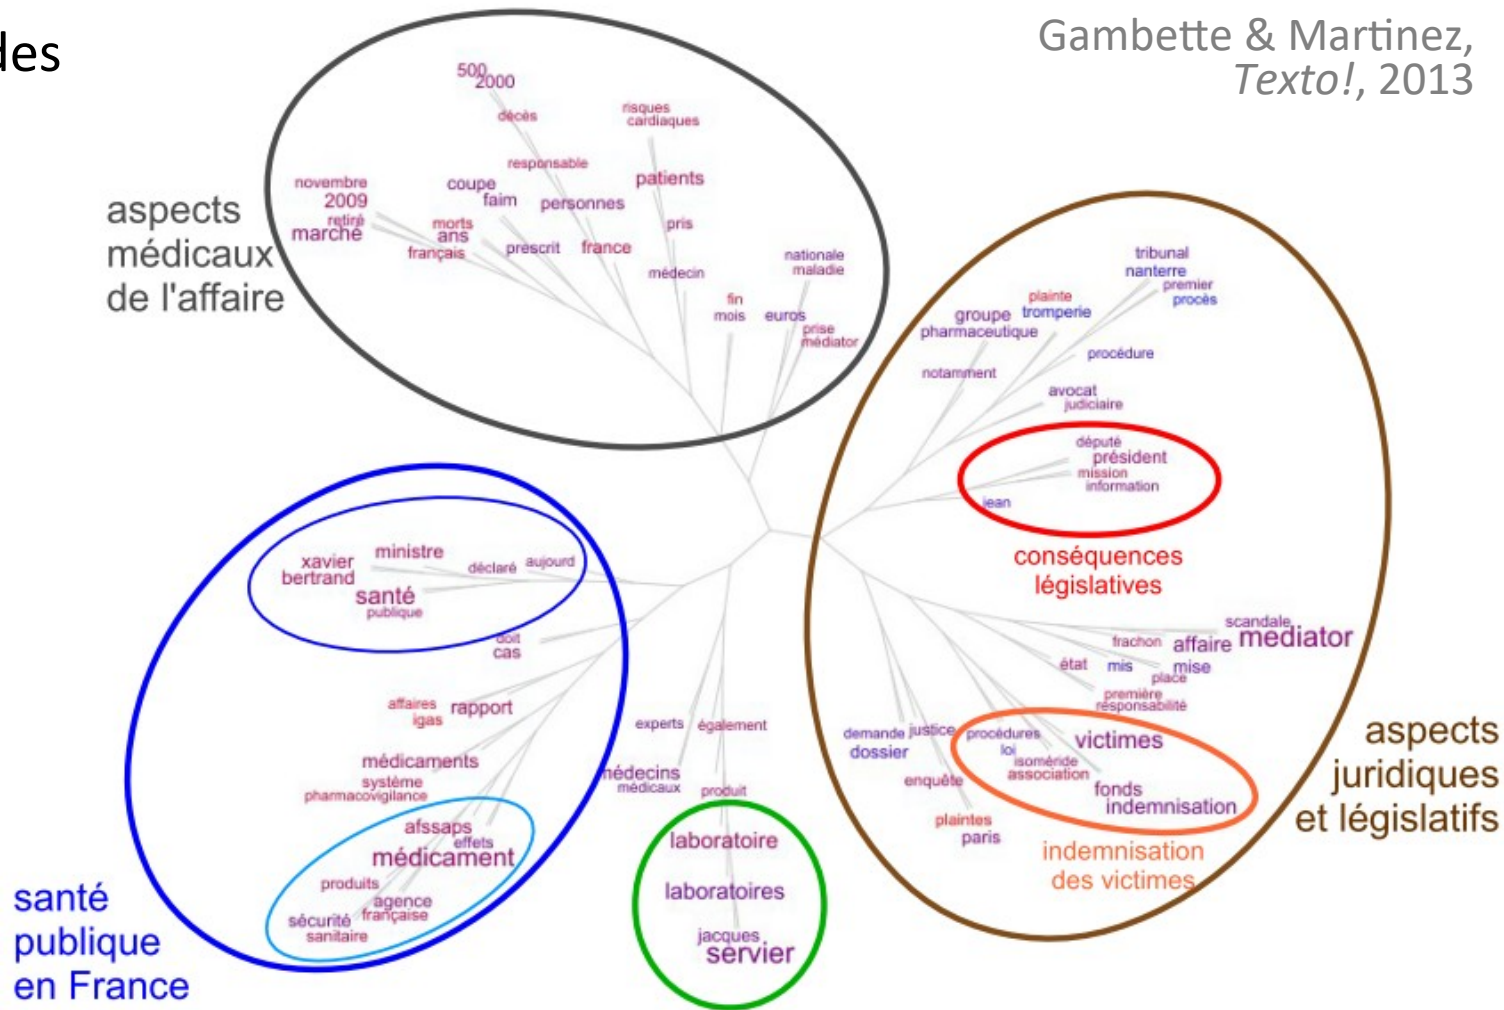 des
Gambette & Martinez,
Texto!, 2013
500
2000
décès
risques
cardiaques
responsable
patients
novembre
2009
retiré
marché
coupe
faim
personnes
morts
ans
français
prescrit
france
pris
médecin
nationale
maladie
fin
mois
euros
prise
médiator
aspects
médicaux
de l'affaire
tribunal
nanterre
premier
procès
plainte
tromperie
groupe
pharmaceutique
procédure
notamment
avocat
judiciaire
député
président
mission
information
jean
conséquences
législatives
xavier
bertrand
ministre
déclaré
aujourd
santé
publique
doit
cas
affaires
igas
rapport
médicaments
système
pharmacovigilance
afssaps
effets
médicament
produits
agence
française
sécurité
sanitaire
santé
publique
en France
experts
également
médecins
médicaux
produit
laboratoire
laboratoires
jacques
servier
scandale
mediator
frachon
affaire
état
mis
mise
place
première
responsabilité
demande
justice
dossier
enquête
plaintes
paris
procédures
loi
victimes
isoméride
association
fonds
indemnisation
indemnisation
des victimes
aspects
juridiques
et législatifs